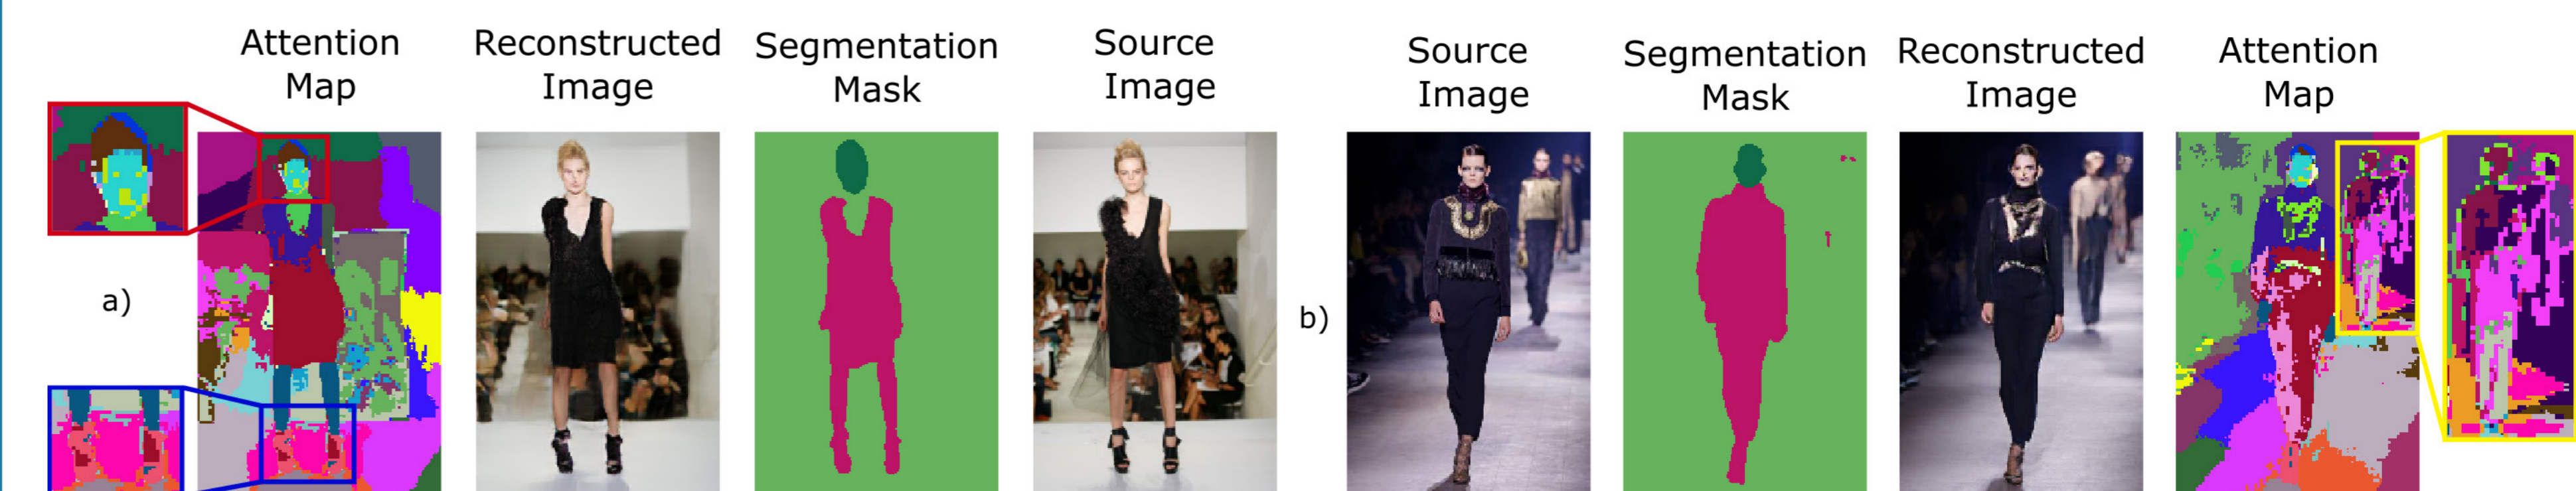 Attention
Map
Reconstructed
Image
Segmentation
Mask
Source
Image
Source
Image
Segmentation
Mask
Reconstructed
Image
Attention
Map
a)
b)